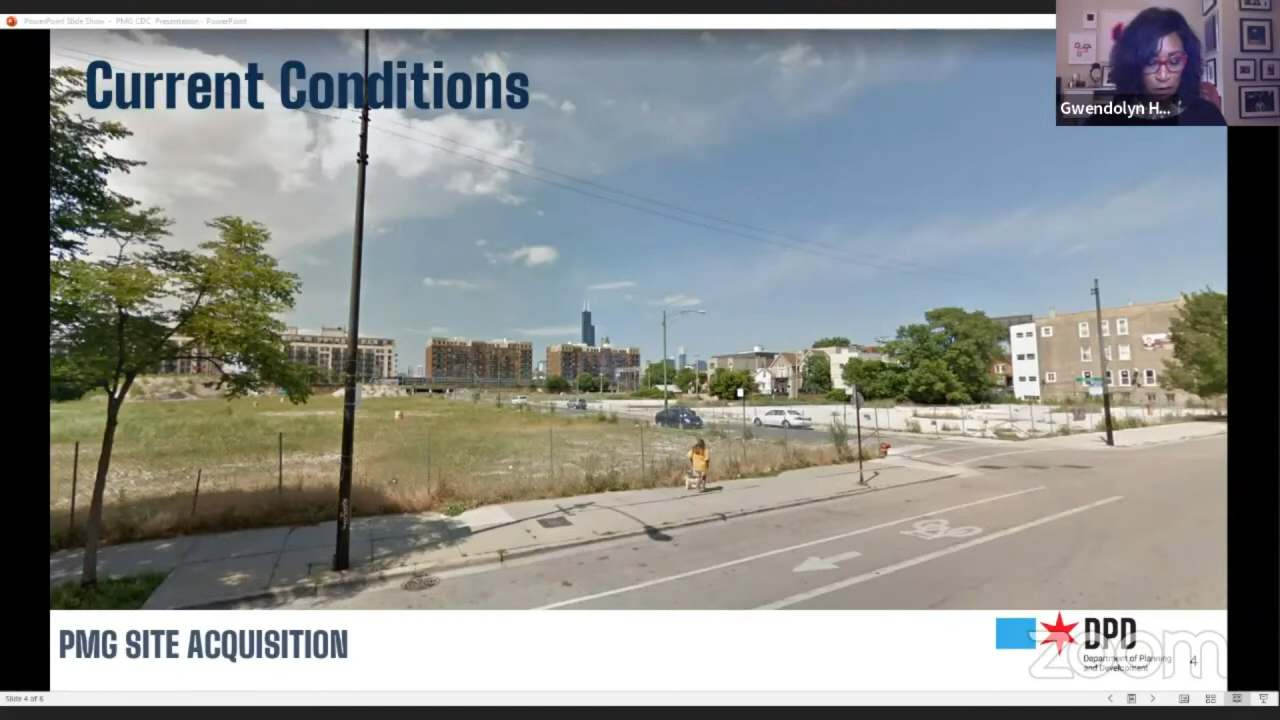 PowerPoint Slide Show - PMG CDC Presentation - PowerPoint
Gwendolyn H...
Current Conditions
PMG SITE ACQUISITION
DPD
Department of Planning
and Development
zoom
4
Slide 4 of 6